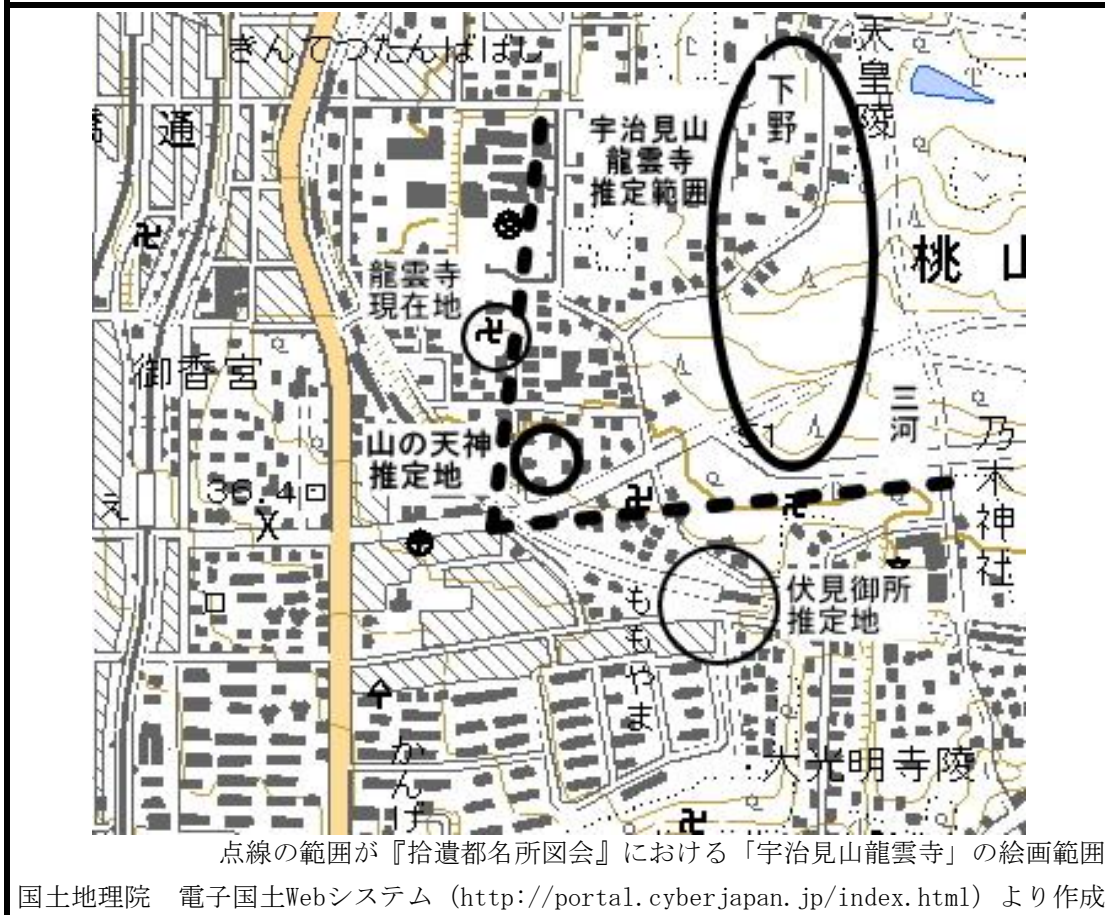 きんてつたんばばし
通
天皇陵
下野
宇治見山
龍雲寺
推定範囲
桃山
龍雲寺
現在地
御香宮
三河
山の天神
推定地
51
乃木神社
36.4
え
伏見御所
推定地
ももやま
大光明寺陵
かんげ
点線の範囲が『拾遺都名所図会』における「宇治見山龍雲寺」の絵画範囲
国土地理院　電子国土Webシステム（http://portal.cyberjapan.jp/index.html）より作成